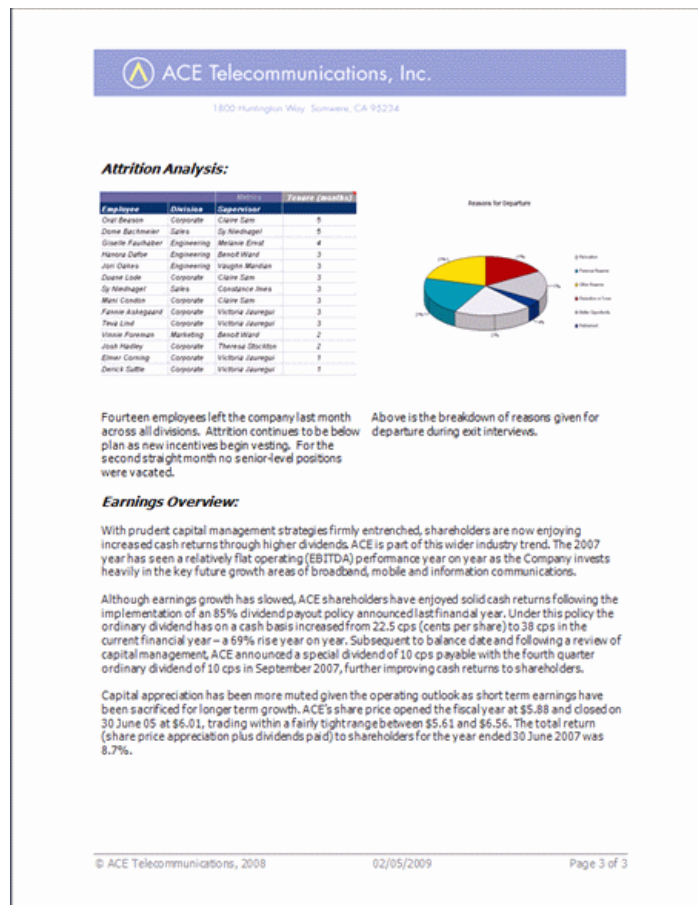 ACE Telecommunications, Inc.
1800 Huntington Way Somwere, CA 95234
Attrition Analysis:
Metrics Tenure (months)
Employee Division Supervisor
Oral Beason Corporate Claire Sam 5
Dome Bachmeier Sales Sy Niednagel 5
Giselle Faulhaber Engineering Melanie Ernst 4
Hanora Dafoe Engineering Benoit Ward 3
Jori Oanes Engineering Vaughn Mardian 3
Duane Lode Corporate Claire Sam 3
Sy Niednagel Sales Constance Ines 3
Mani Condon Corporate Claire Sam 3
Fannie Askegaard Corporate Victoria Jauregui 3
Teva Lind Corporate Victoria Jauregui 3
Vinnie Foreman Marketing Benoit Ward 2
Josh Hadley Corporate Theresa Stockton 2
Elmer Corning Corporate Victoria Jauregui 1
Derrick Suttle Corporate Victoria Jauregui 1
Reasons for Departure
Relocation
Financial Reasons
Other Reasons
Reduction in Force
Better Opportunity
Retirement
Fourteen employees left the company last month
across all divisions. Attrition continues to be below
plan as new incentives begin vesting. For the
second straight month no senior-level positions
were vacated.
Above is the breakdown of reasons given for
departure during exit interviews.
Earnings Overview:
With prudent capital management strategies firmly entrenched, shareholders are now enjoying
increased cash returns through higher dividends. ACE is part of this wider industry trend. The 2007
year has seen a relatively flat operating (EBITDA) performance year on year as the Company invests
heavily in the key future growth areas of broadband, mobile and information communications.
Although earnings growth has slowed, ACE shareholders have enjoyed solid cash returns following the
implementation of an 85% dividend payout policy announced last financial year. Under this policy the
ordinary dividend has on a cash basis increased from 22.5 cps (cents per share) to 38 cps in the
current financial year – a 69% rise year on year. Subsequent to balance date and following a review of
capital management, ACE announced a special dividend of 10 cps payable with the fourth quarter
ordinary dividend of 10 cps in September 2007, further improving cash returns to shareholders.
Capital appreciation has been more muted given the operating outlook as short term earnings have
been sacrificed for longer term growth. ACE's share price opened the fiscal year at $5.88 and closed on
30 June 05 at $6.01, trading within a fairly tight range between $5.61 and $6.56. The total return
(share price appreciation plus dividends paid) to shareholders for the year ended 30 June 2007 was
8.7%.
© ACE Telecommunications, 2008 02/05/2009 Page 3 of 3